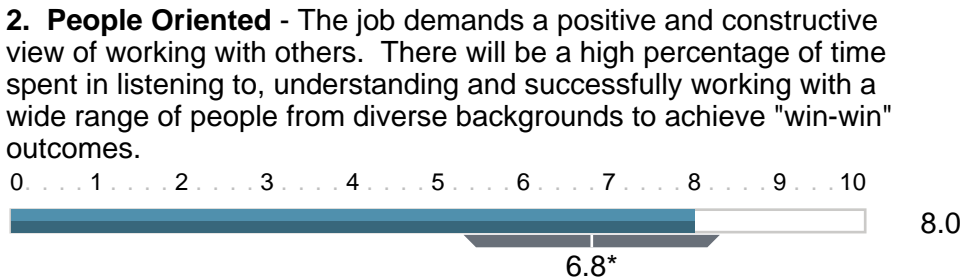 2. People Oriented - The job demands a positive and constructive
view of working with others. There will be a high percentage of time
spent in listening to, understanding and successfully working with a
wide range of people from diverse backgrounds to achieve "win-win"
outcomes.
0. . . . 1 . . . . 2 . . . . 3 . . . . 4 . . . . 5 . . . . 6 . . . . 7 . . . . 8 . . . . 9 . . . 10
8.0
6.8*